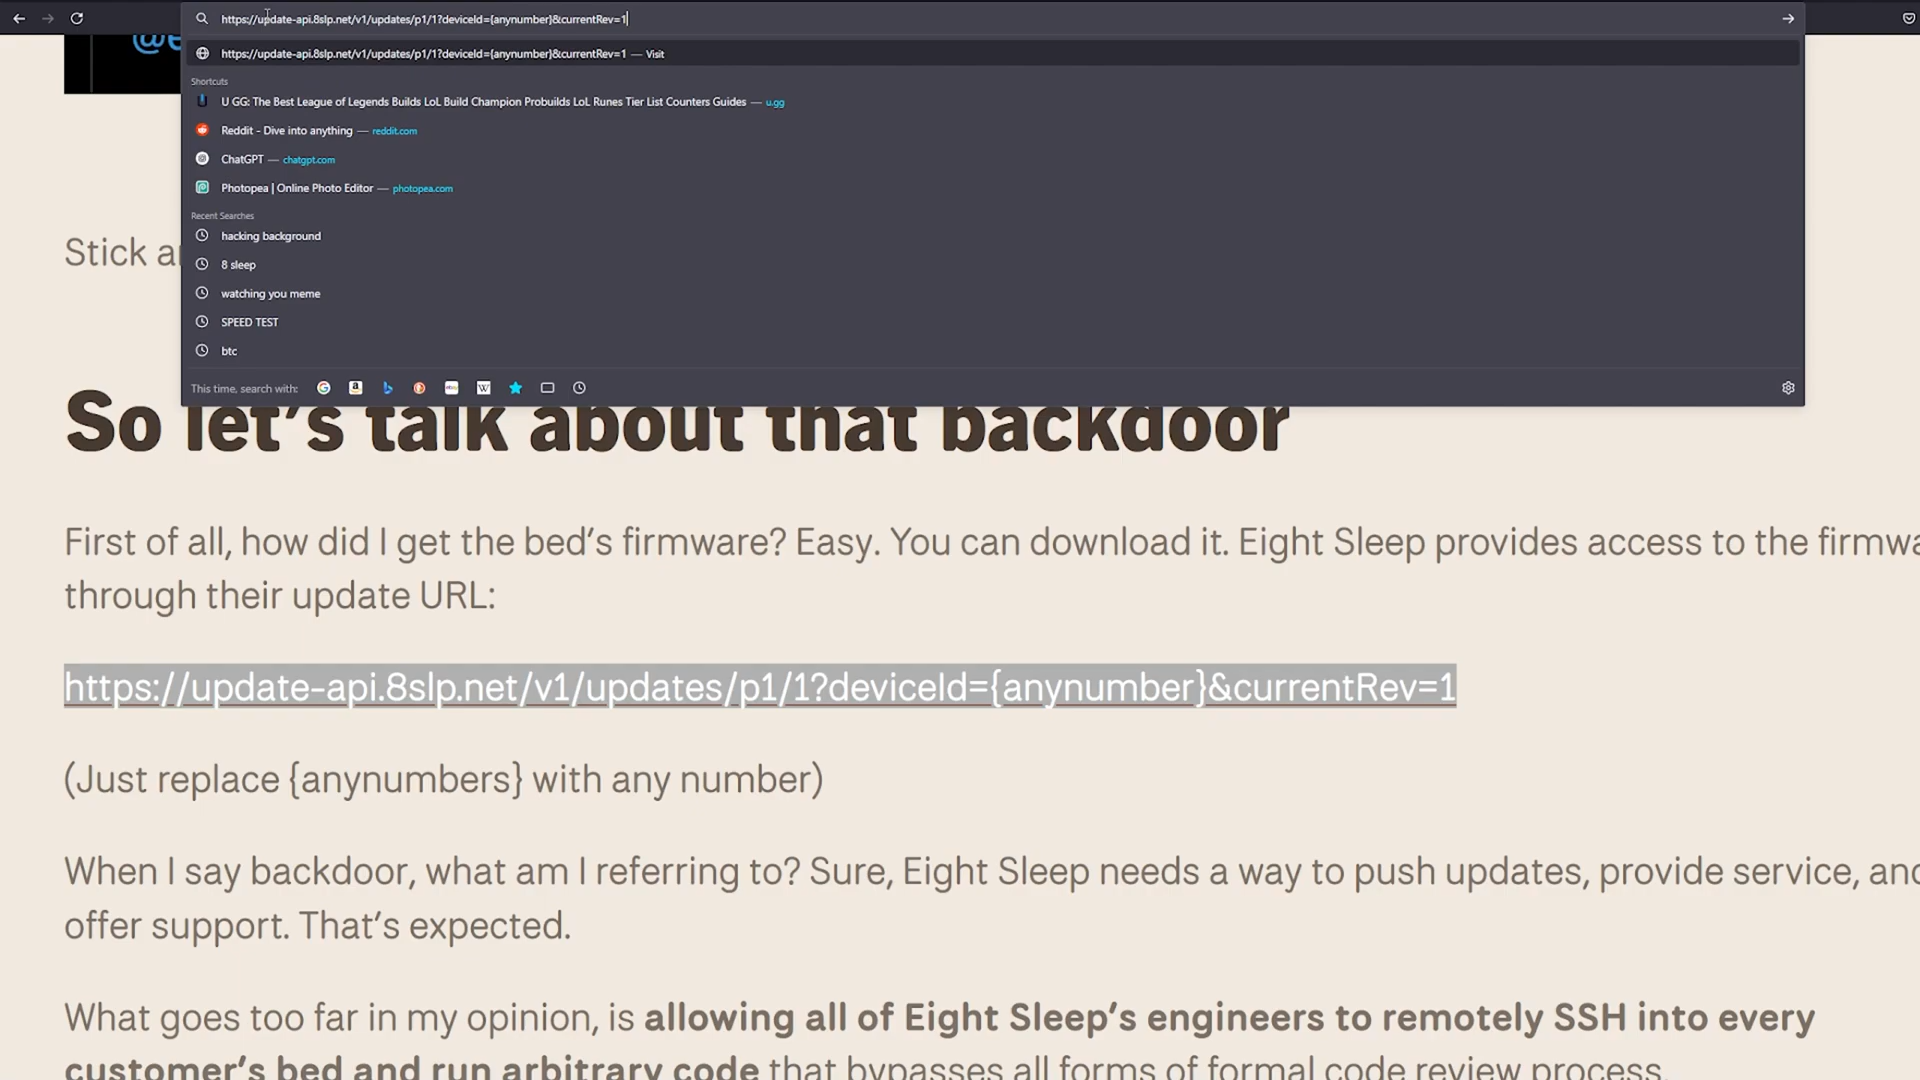 https://update-api.8slp.net/v1/updates/p1/1?deviceId={anynumber}&currentRev=1
https://update-api.8slp.net/v1/updates/p1/1?deviceId={anynumber}&currentRev=1 — Visit
Shortcuts
U GG: The Best League of Legends Builds LoL Build Champion Probuilds LoL Runes Tier List Counters Guides — u.gg
Reddit - Dive into anything — reddit.com
ChatGPT — chatgpt.com
Photopea | Online Photo Editor — photopea.com
Recent Searches
hacking background
Stick
8 sleep
watching you meme
SPEED TEST
btc
This time, search with:
So let's talk about that backdoor
First of all, how did I get the bed's firmware? Easy. You can download it. Eight Sleep provides access to the
through their update URL:
https://update-api.8slp.net/v1/updates/p1/1?deviceId={anynumber}&currentRev=1
(Just replace {anynumbers} with any number)
When I say backdoor, what am I referring to? Sure, Eight Sleep needs a way to push updates, provide service, and
offer support. That's expected.
What goes too far in my opinion, is allowing all of Eight Sleep's engineers to remotely SSH into every
customer's bed and run arbitrary code that bypasses all forms of formal code review process.